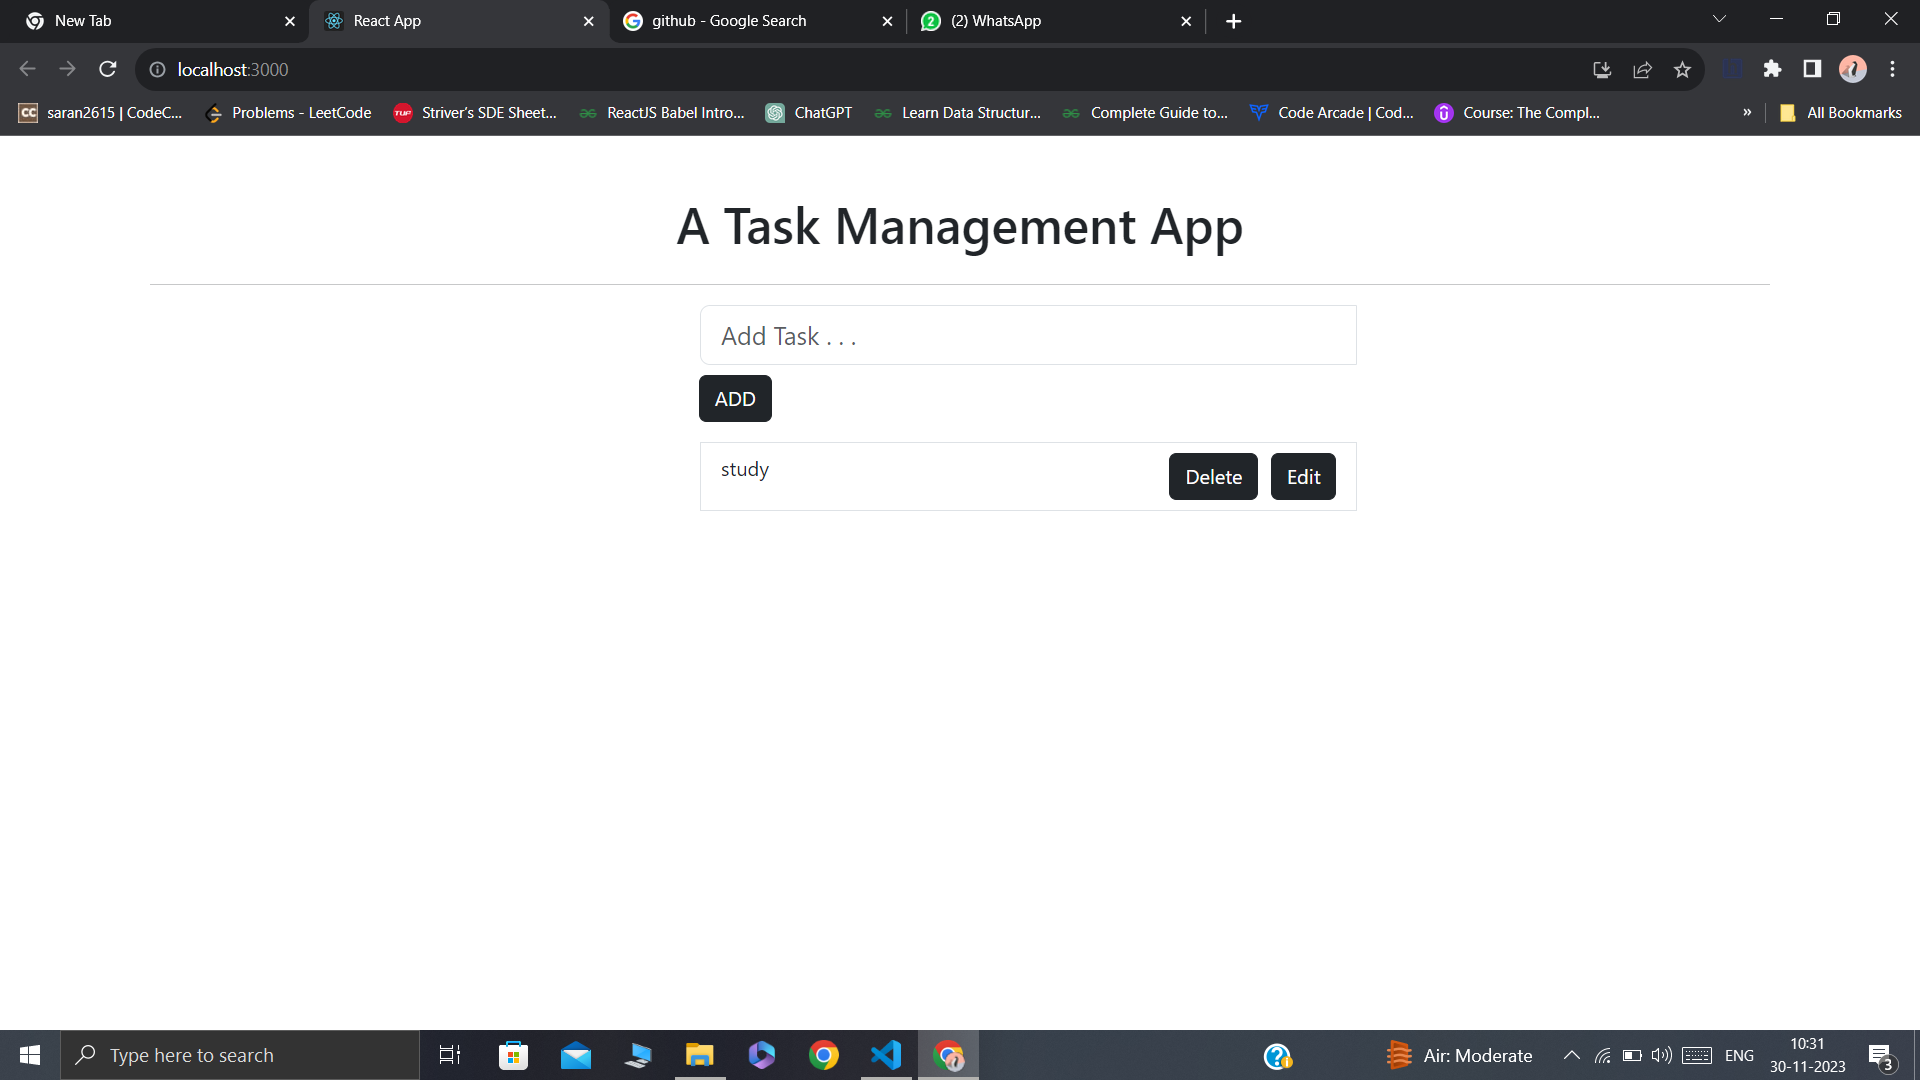 New Tab
React App
github - Google Search
2
(2) WhatsApp
localhost:3000
CC
saran2615 | CodeC...
Problems - LeetCode
TUF
Striver's SDE Sheet...
ReactJS Babel Intro...
ChatGPT
Learn Data Structur...
Complete Guide to...
Code Arcade | Cod...
Course: The Compl...
»
All Bookmarks
A Task Management App
Add Task . . .
ADD
study
Delete
Edit
Type here to search
Air: Moderate
ENG
10:31
30-11-2023
3